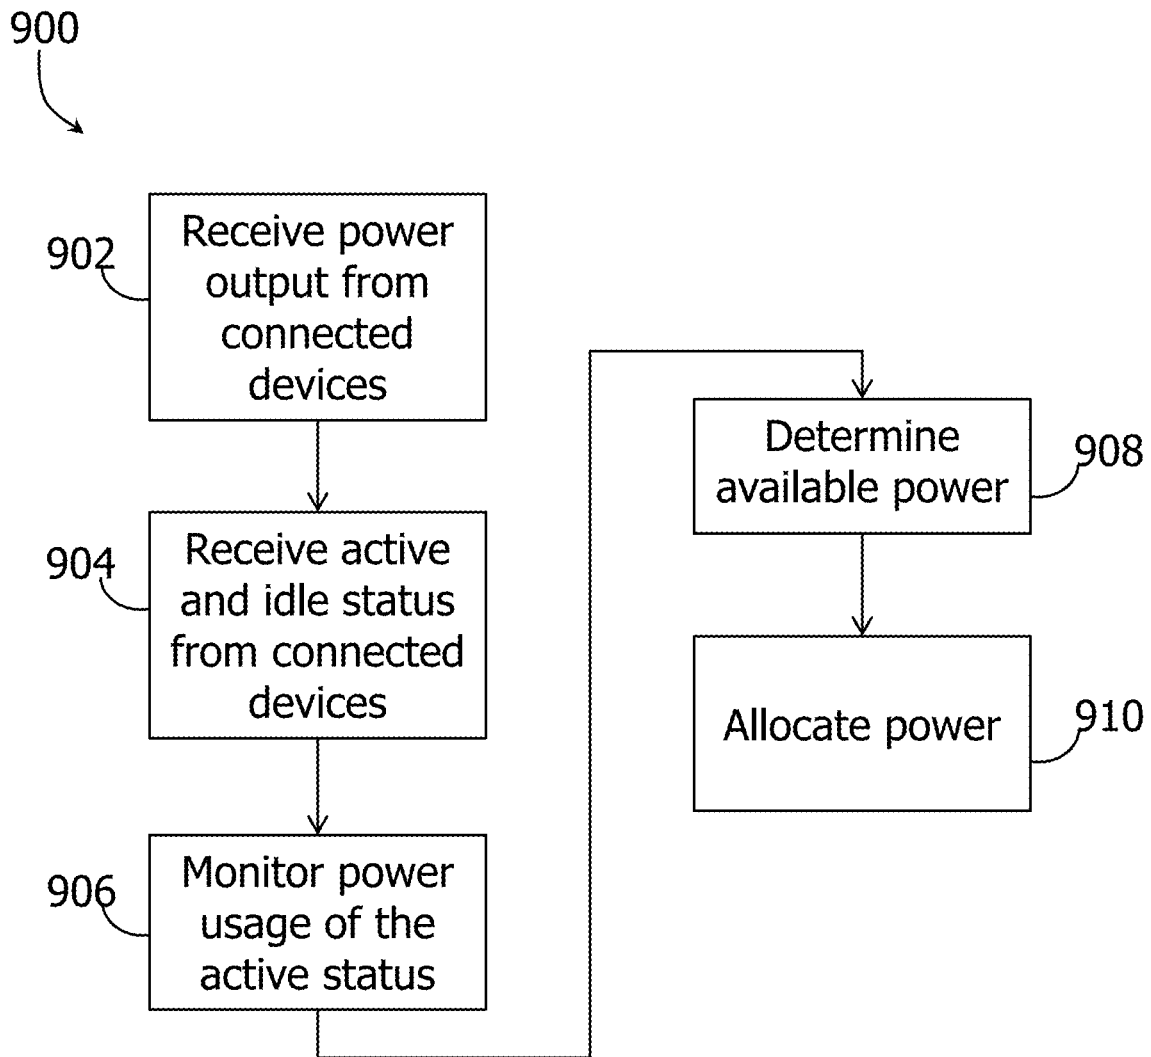 900
902
Receive power
output from
connected
devices
904
Receive active
and idle status
from connected
devices
906
Monitor power
usage of the
active status
Determine
available power
908
Allocate power
910